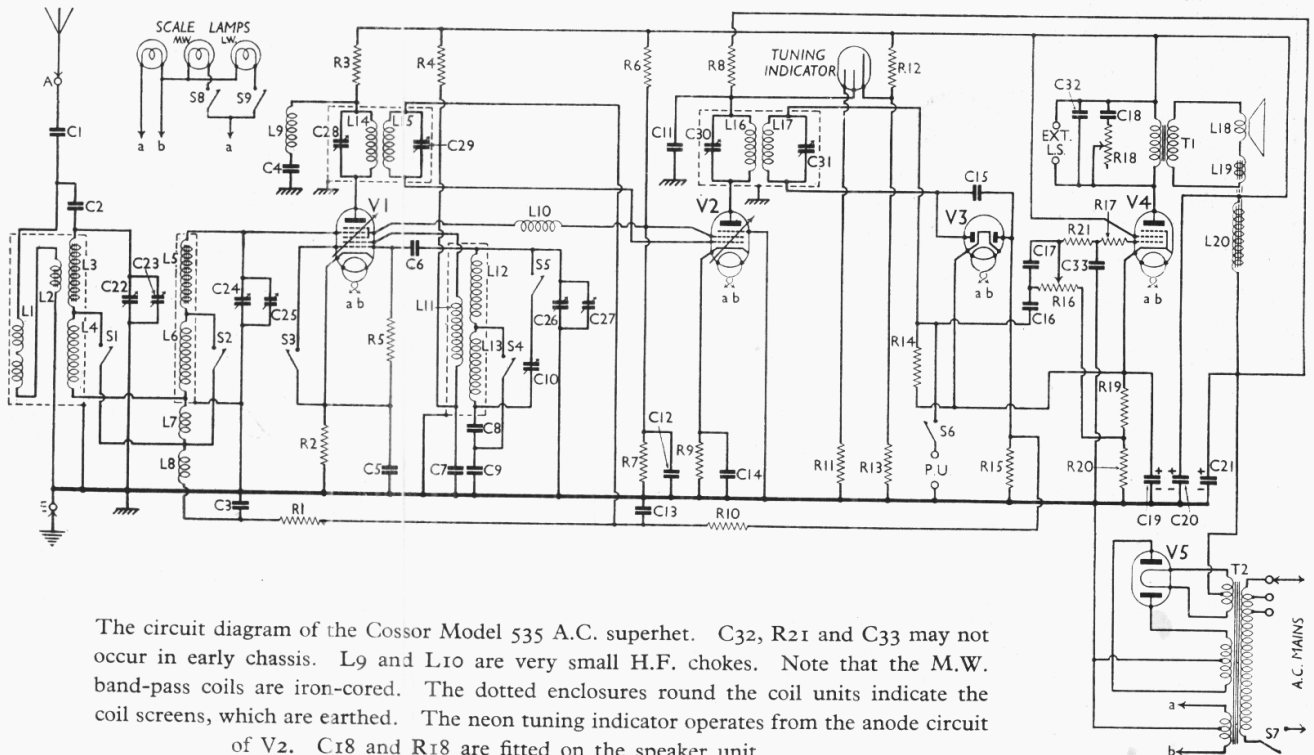 SCALE LAMPS
M.W. L.W.
TUNING
INDICATOR
A
C1
S8
S9
a b a
R3
R4
R6
R8
R12
L9
C4
C28
L14
L15
C29
C11
C30
L16
L17
C31
C32
C18
EXT.
L.S.
R18
T1
L18
L19
L20
C2
L1
L2
L3
L4
C22
C23
S1
L5
L6
L7
L8
S2
C24
C25
S3
V1
a b
C6
R5
L10
L11
L12
L13
S4
S5
C10
C26
C27
V2
a b
C15
V3
a b
R14
C17
C16
R21
R17
C33
R16
V4
a b
R2
C5
C7
C8
C9
R7
C12
R9
C14
R11
R13
S6
P.U
R15
R19
R20
C19
C20
C21
E
C3
R1
C13
R10
V5
T2
A.C. MAINS
S7
a
b
The circuit diagram of the Cossor Model 535 A.C. superhet. C32, R21 and C33 may not
occur in early chassis. L9 and L10 are very small H.F. chokes. Note that the M.W.
band-pass coils are iron-cored. The dotted enclosures round the coil units indicate the
coil screens, which are earthed. The neon tuning indicator operates from the anode circuit
of V2. C18 and R18 are fitted on the speaker unit